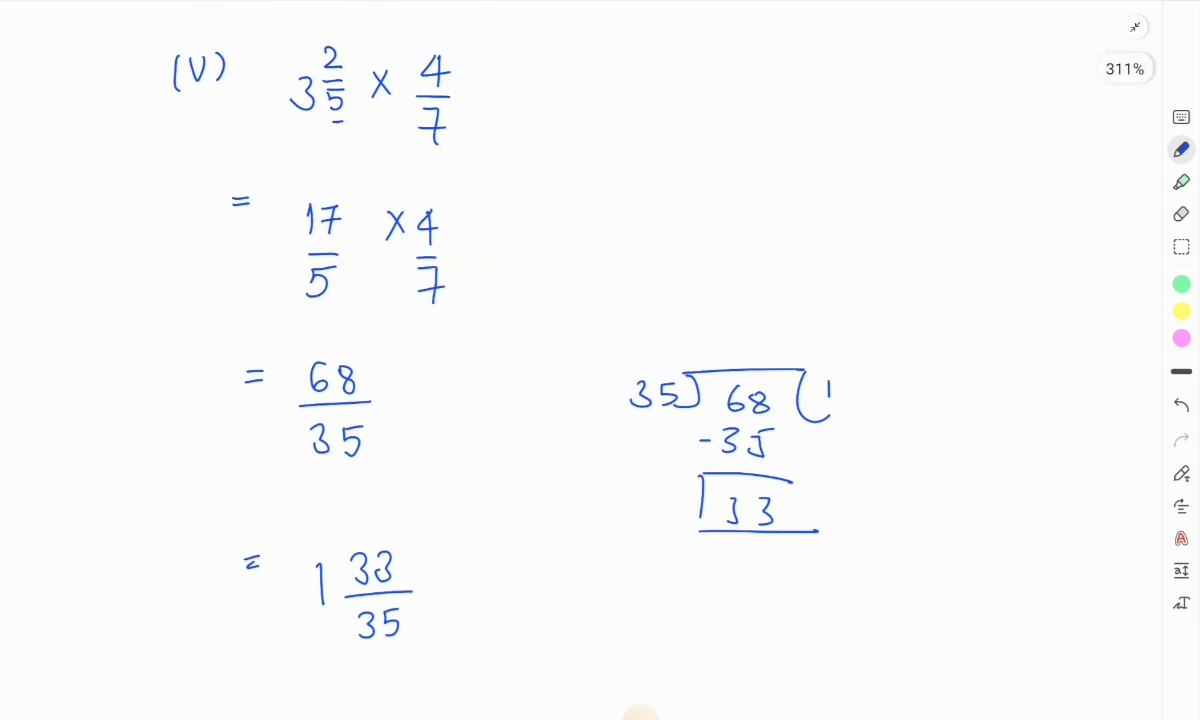 (V) 3 2/5 × 4/7
= 17/5 × 4/7
= 68/35
35) 68 ( 1
-35
33
= 1 33/35
311%